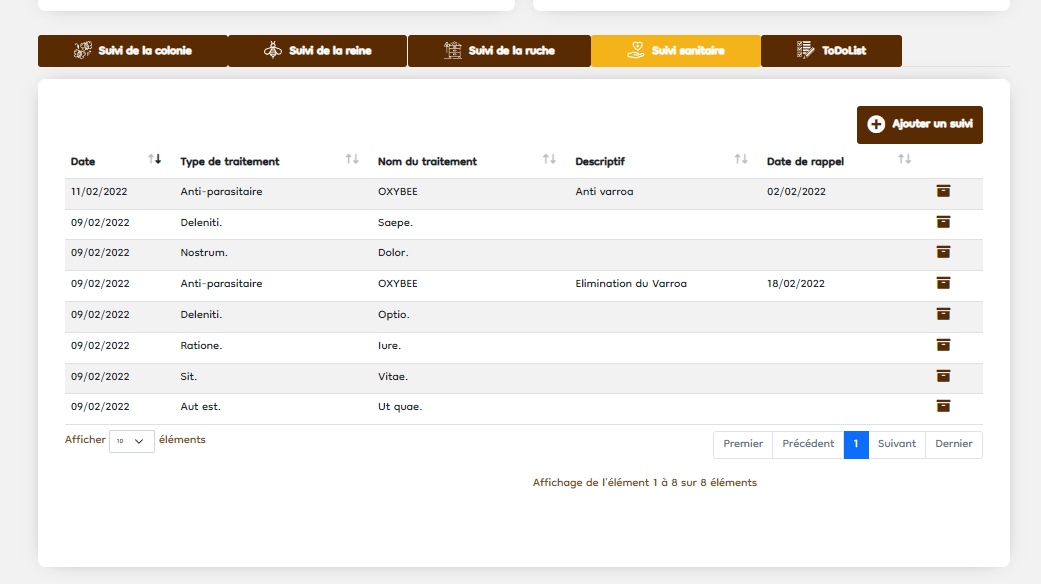 Suivi de la colonie Suivi de la reine Suivi de la ruche Suivi sanitaire ToDoList
Ajouter un suivi
Date Type de traitement Nom du traitement Descriptif Date de rappel
11/02/2022 Anti-parasitaire OXYBEE Anti varroa 02/02/2022
09/02/2022 Deleniti. Saepe.
09/02/2022 Nostrum. Dolor.
09/02/2022 Anti-parasitaire OXYBEE Elimination du Varroa 18/02/2022
09/02/2022 Deleniti. Optio.
09/02/2022 Ratione. Iure.
09/02/2022 Sit. Vitae.
09/02/2022 Aut est. Ut quae.
Afficher 10 éléments Premier Précédent 1 Suivant Dernier
Affichage de l'élément 1 à 8 sur 8 éléments